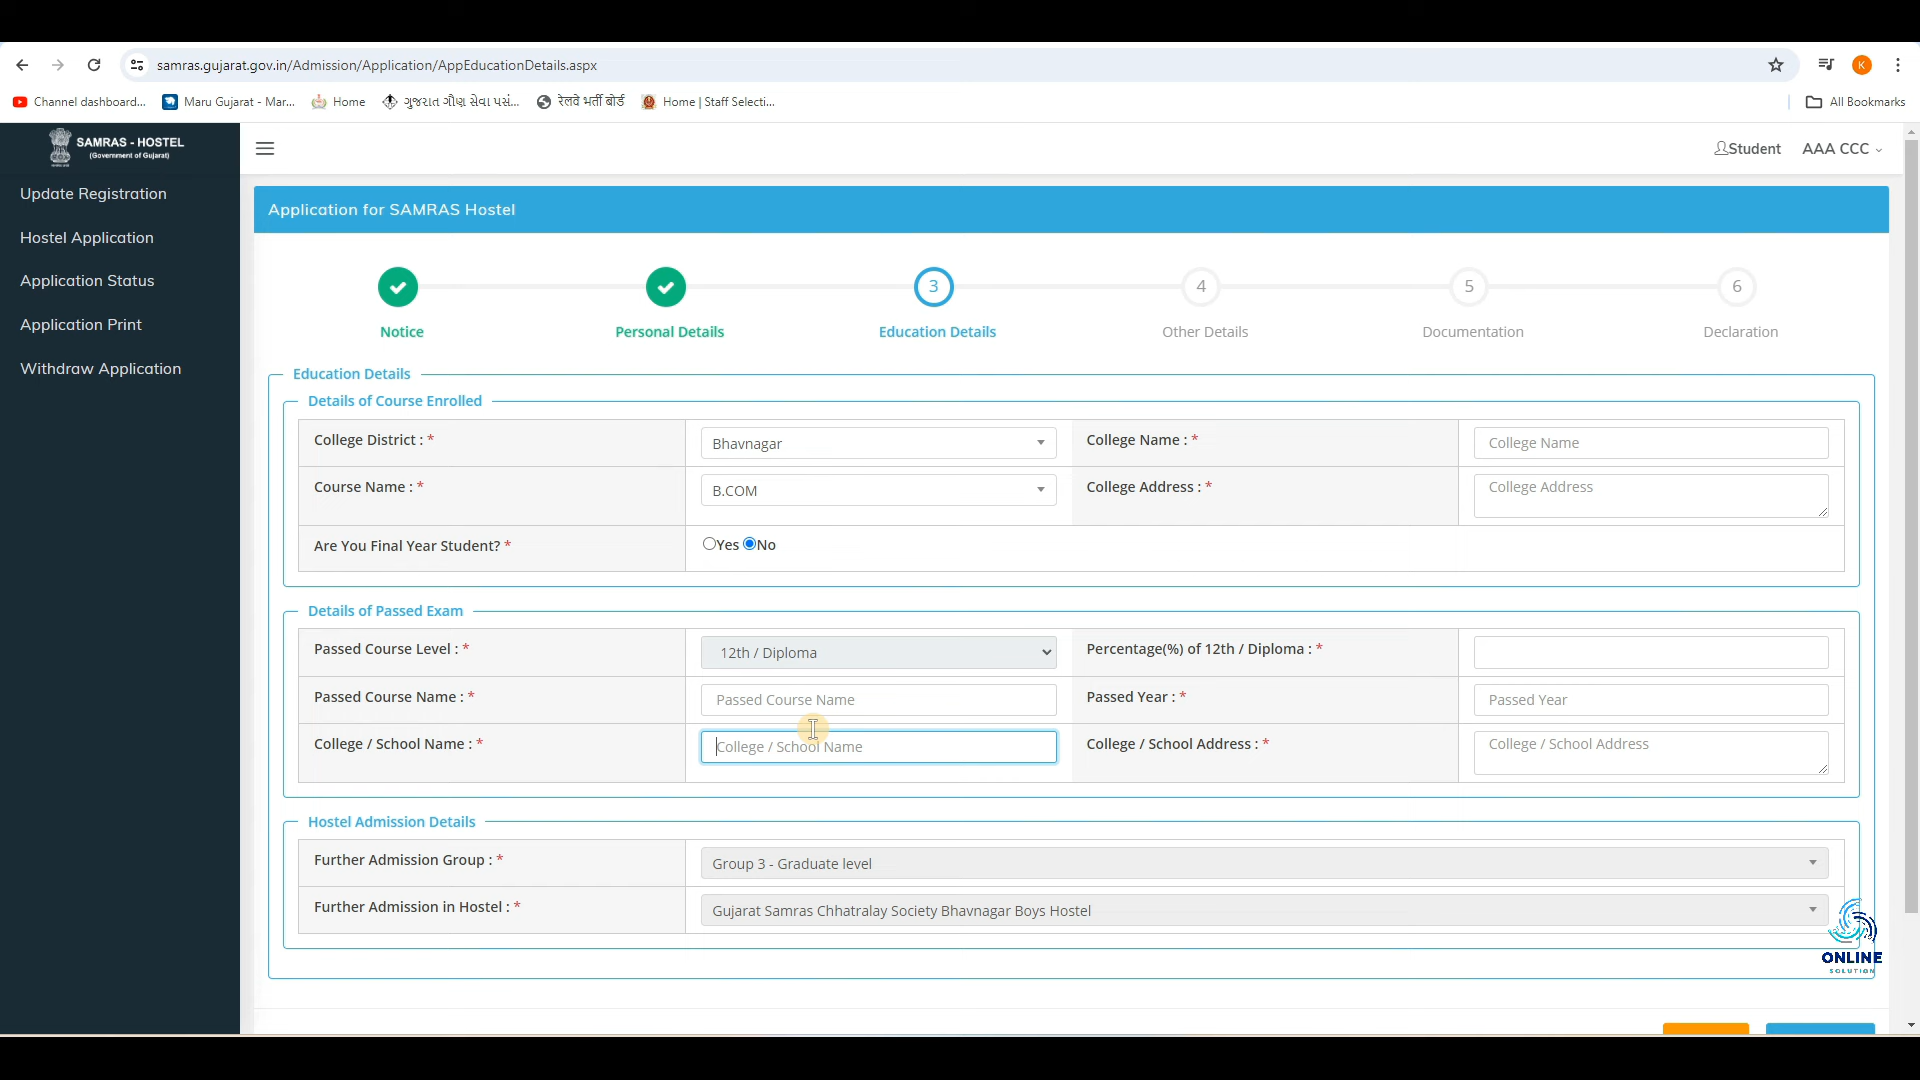 samras.gujarat.gov.in/Admission/Application/AppEducationDetails.aspx
K
Channel dashboard...
Maru Gujarat - Mar...
Home
ગુજરાત ગૌણ સેવા પસં...
रेलवे भर्ती बोर्ड
Home | Staff Selecti...
All Bookmarks
SAMRAS - HOSTEL
(Government of Gujarat)
Student
AAA CCC
Update Registration
Hostel Application
Application Status
Application Print
Withdraw Application
Application for SAMRAS Hostel
3
4
5
6
Notice
Personal Details
Education Details
Other Details
Documentation
Declaration
Education Details
Details of Course Enrolled
College District : *
Bhavnagar
College Name : *
College Name
Course Name : *
B.COM
College Address : *
College Address
Are You Final Year Student? *
Yes No
Details of Passed Exam
Passed Course Level : *
12th / Diploma
Percentage(%) of 12th / Diploma : *
Passed Course Name : *
Passed Course Name
Passed Year : *
Passed Year
College / School Name : *
College / School Name
College / School Address : *
College / School Address
Hostel Admission Details
Further Admission Group : *
Group 3 - Graduate level
Further Admission in Hostel : *
Gujarat Samras Chhatralay Society Bhavnagar Boys Hostel
ONLINE
SOLUTION